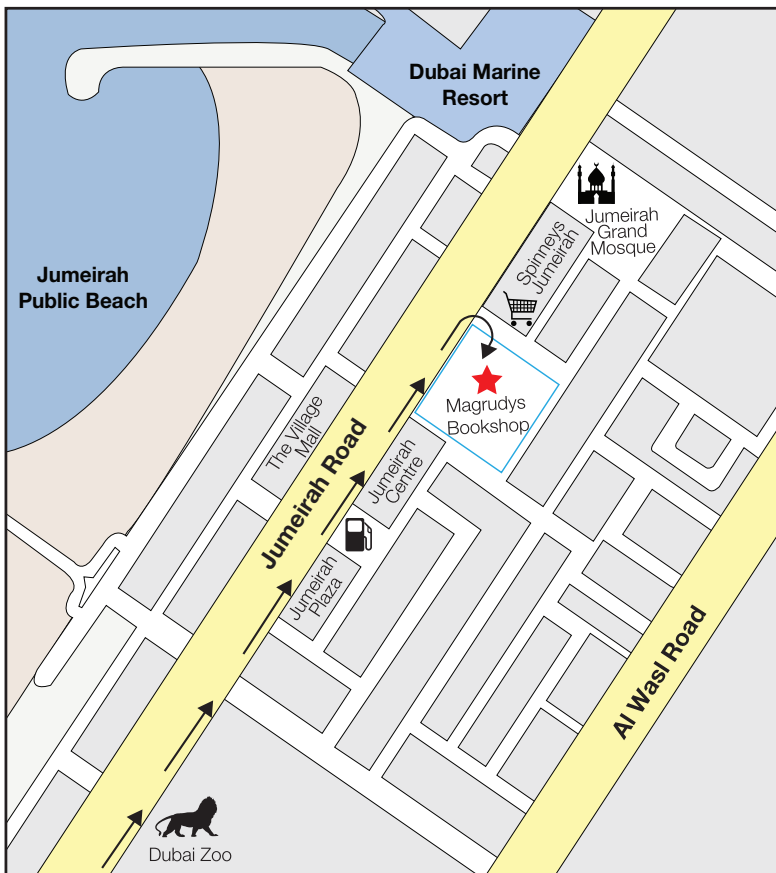 Dubai Marine
Resort
Jumeirah
Grand
Mosque
Spinneys
Jumeirah
Jumeirah
Public Beach
Magrudys
Bookshop
The Village
Mall
Jumeirah Road
Jumeirah
Centre
Jumeirah
Plaza
Al Wasl Road
Dubai Zoo